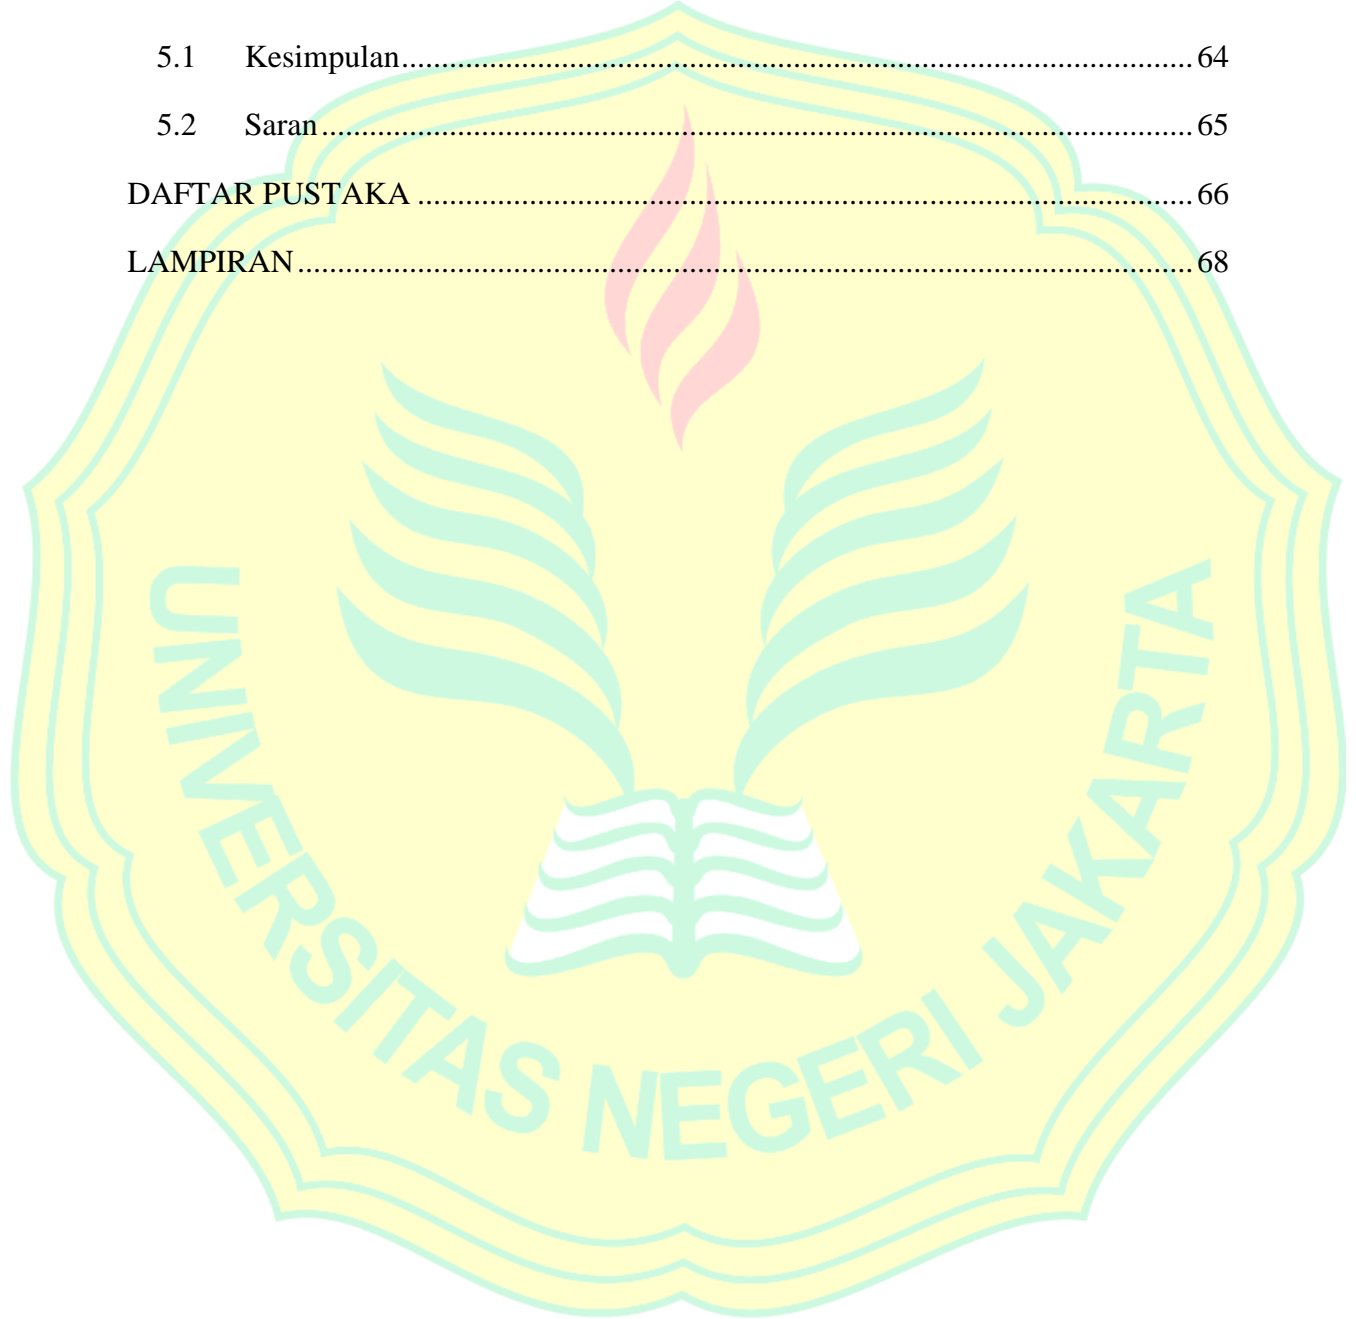 5.1 Kesimpulan.................................................................................................. 64
5.2 Saran............................................................................................................ 65
DAFTAR PUSTAKA ................................................................................................ 66
LAMPIRAN............................................................................................................... 68
UNIVERSITAS NEGERI JAKARTA